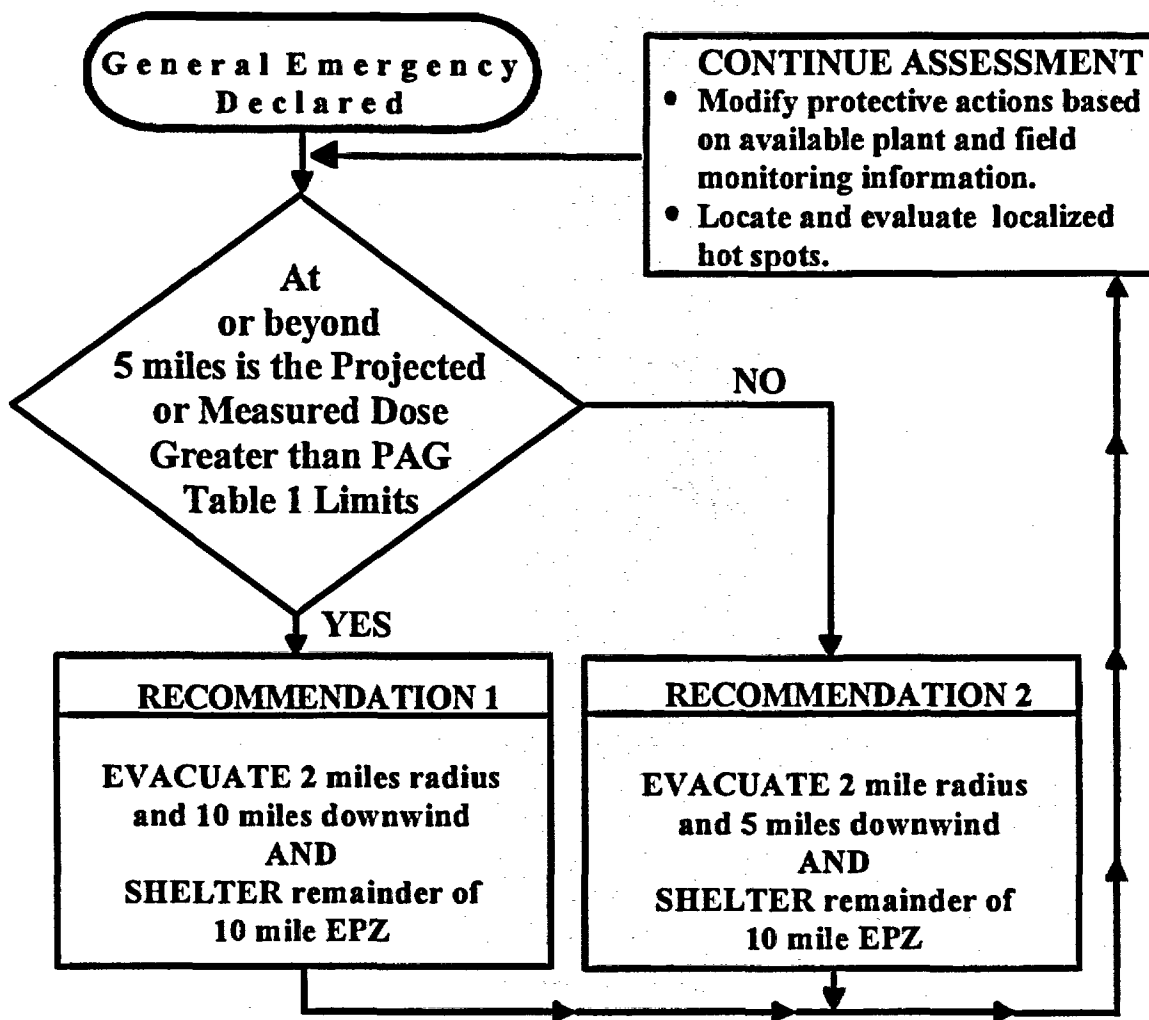 General Emergency
Declared
CONTINUE ASSESSMENT
• Modify protective actions based
on available plant and field
monitoring information.
• Locate and evaluate localized
hot spots.
At
or beyond
5 miles is the Projected
or Measured Dose
Greater than PAG
Table 1 Limits
NO
YES
RECOMMENDATION 1
EVACUATE 2 miles radius
and 10 miles downwind
AND
SHELTER remainder of
10 mile EPZ
RECOMMENDATION 2
EVACUATE 2 mile radius
and 5 miles downwind
AND
SHELTER remainder of
10 mile EPZ